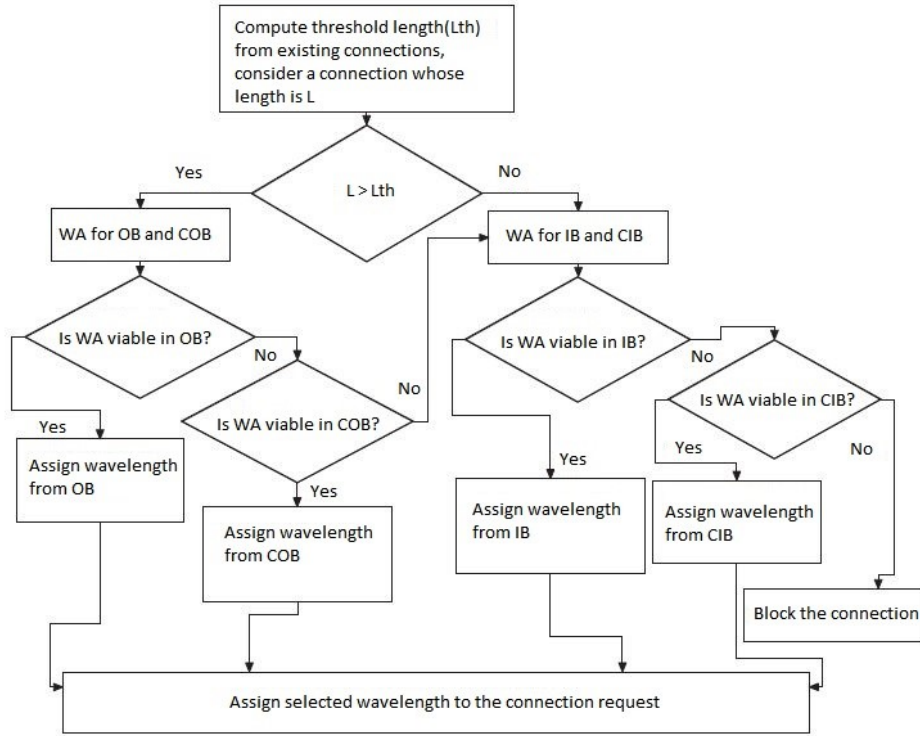 Compute threshold length(Lth)
from existing connections,
consider a connection whose
length is L
Yes
No
L > Lth
WA for OB and COB
WA for IB and CIB
Is WA viable in OB?
No
Is WA viable in IB?
No
No
Is WA viable in COB?
Is WA viable in CIB?
Yes
Yes
No
Assign wavelength
from OB
Yes
Yes
Assign wavelength
from COB
Assign wavelength
from IB
Assign wavelength
from CIB
Block the connection
Assign selected wavelength to the connection request